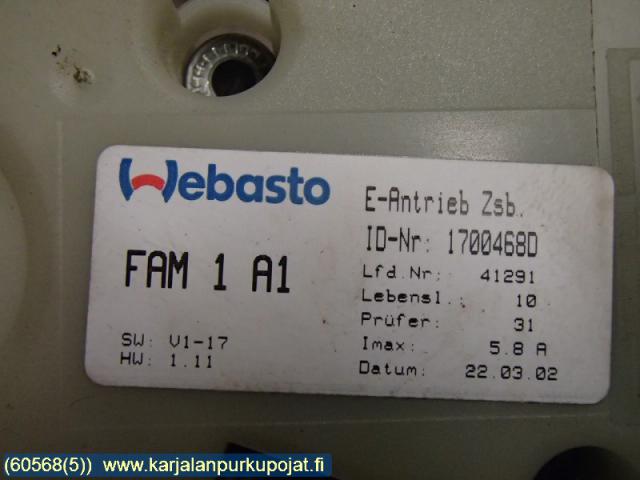 Webasto
FAM 1 A1
SW: V1-17
HW: 1.11
E-Antrieb Zsb.
ID-Nr: 1700468D
Lfd.Nr: 41291
Lebensl.: 10
Prüfer: 31
Imax: 5.8 A
Datum: 22.03.02
(60568(5)) www.karjalanpurkupojat.fi